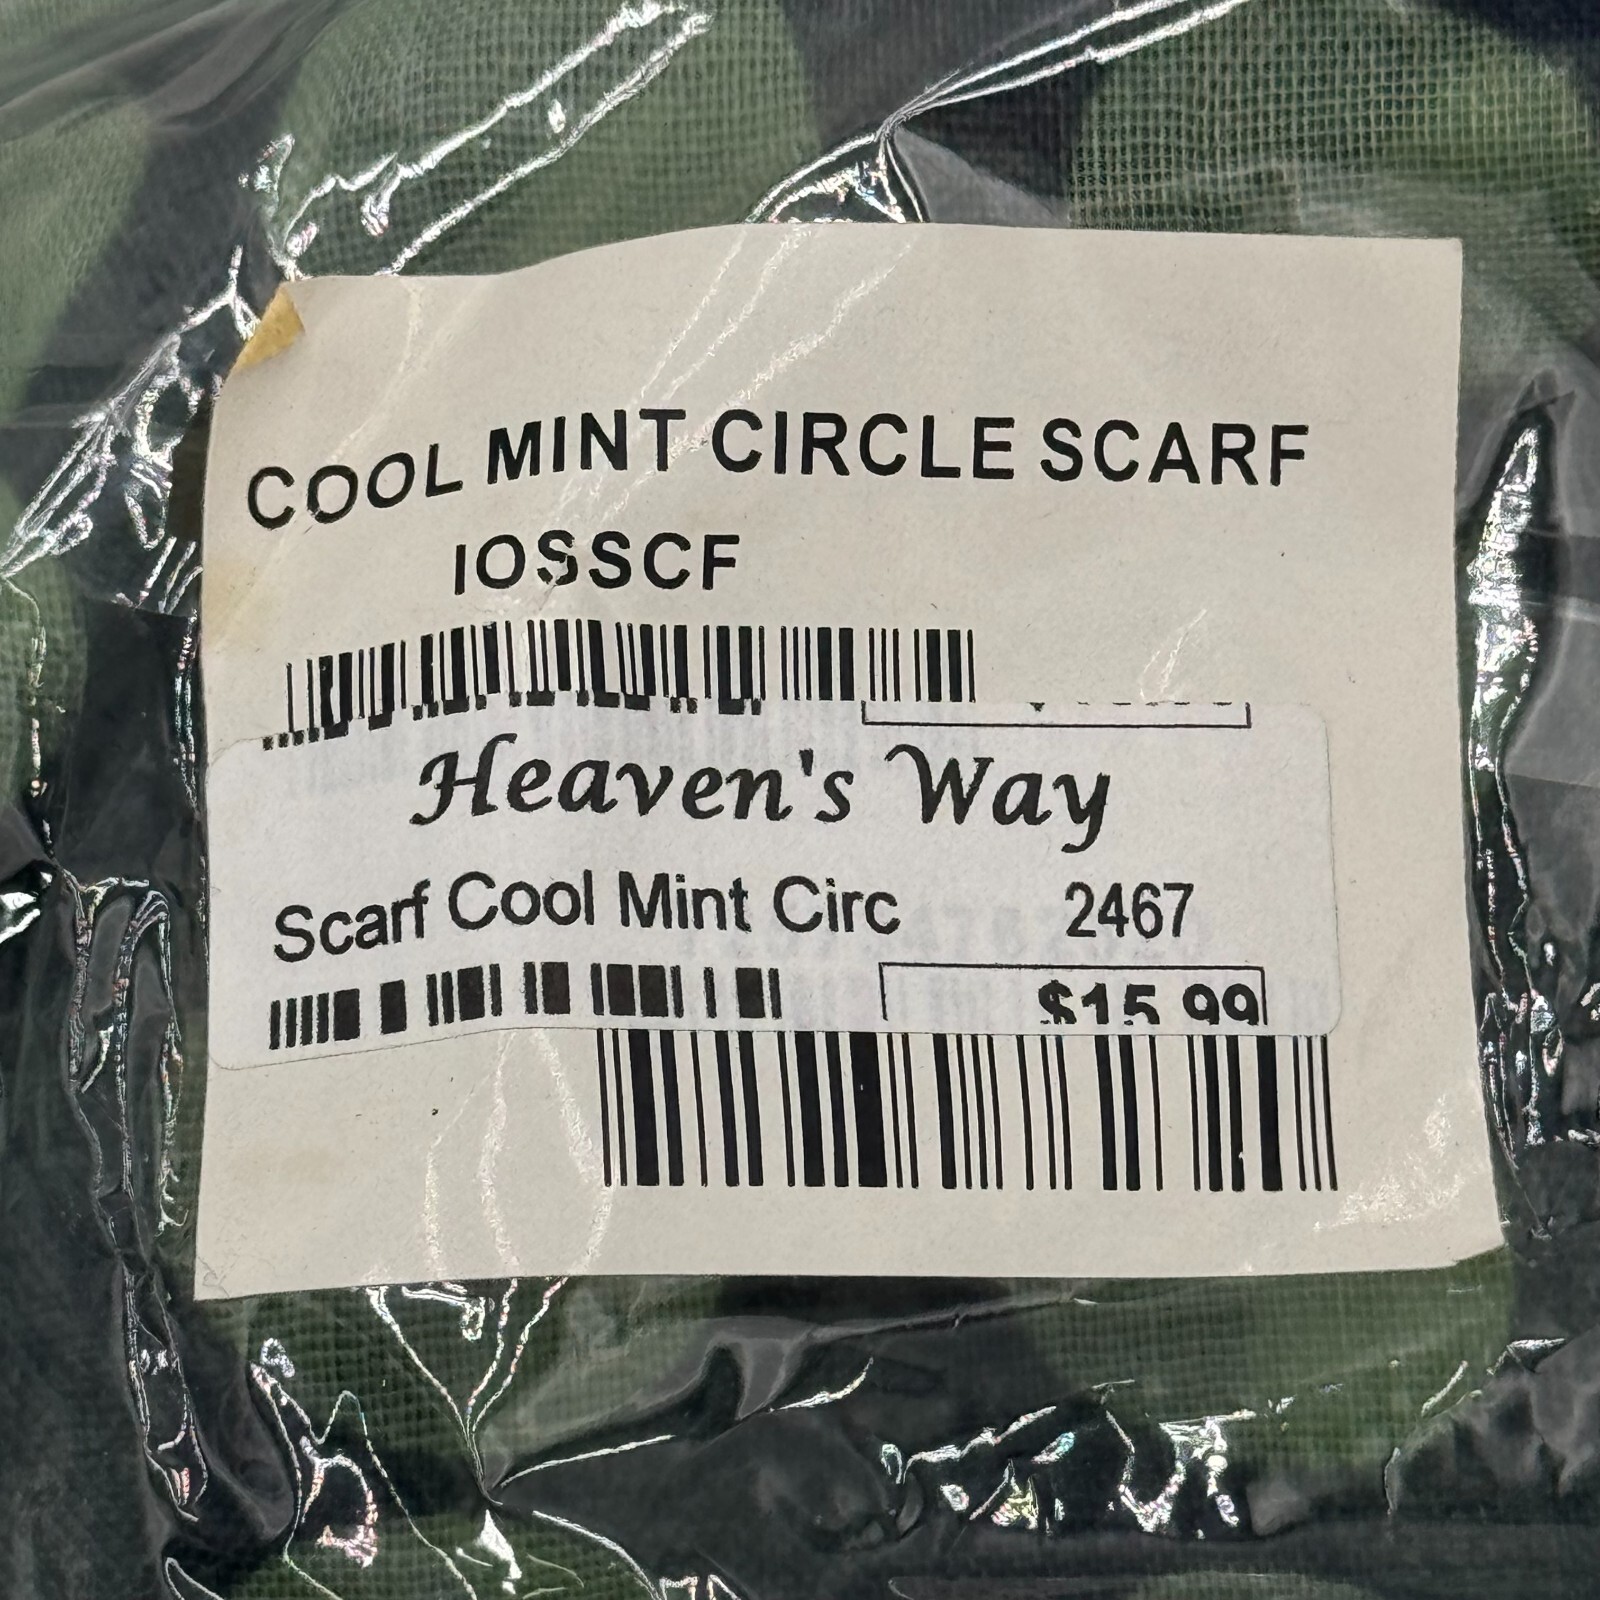 COOL MINT CIRCLE SCARF
IOSSCF
Heaven's Way
Scarf Cool Mint Circ 2467
$15.99